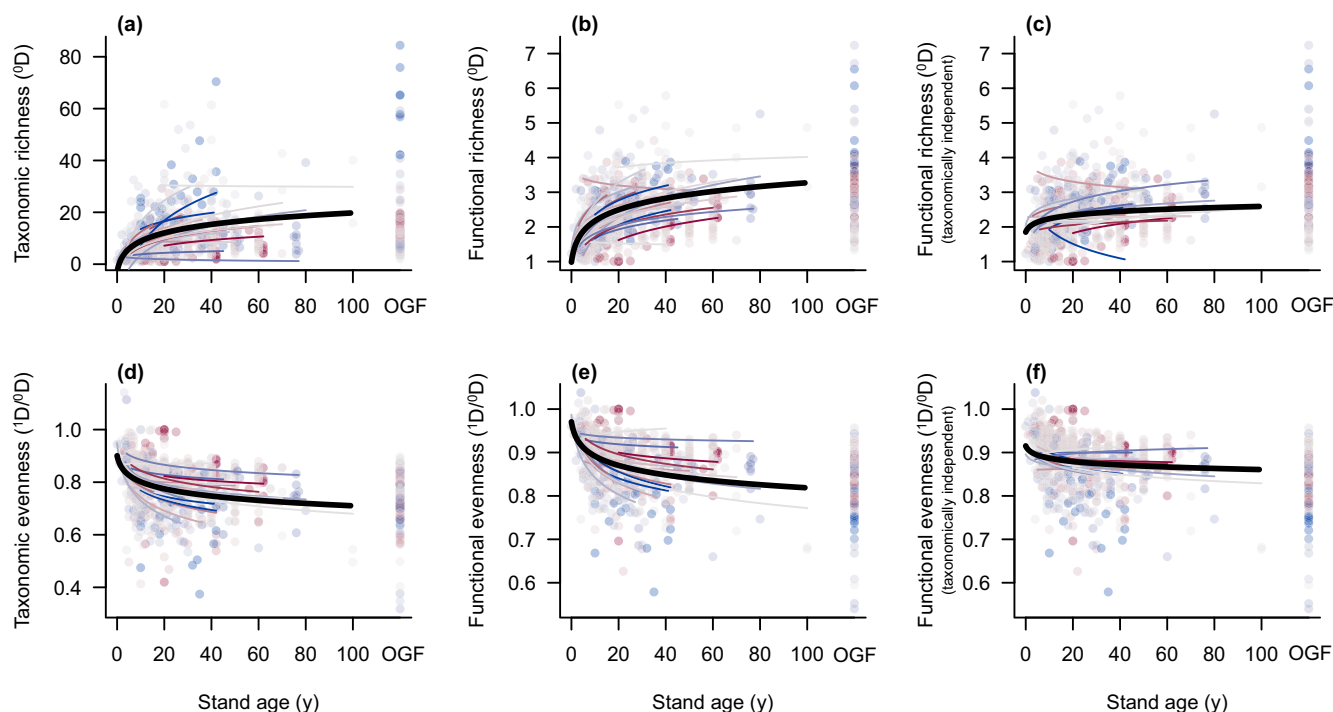 (a)
Taxonomic richness (⁰D)
80
60
40
20
0
0 20 40 60 80 100 OGF
(b)
Functional richness (⁰D)
7
6
5
4
3
2
1
0 20 40 60 80 100 OGF
(c)
Functional richness (⁰D)
(taxonomically independent)
7
6
5
4
3
2
1
0 20 40 60 80 100 OGF
(d)
Taxonomic evenness (¹D/⁰D)
1.0
0.8
0.6
0.4
0 20 40 60 80 100 OGF
Stand age (y)
(e)
Functional evenness (¹D/⁰D)
1.0
0.9
0.8
0.7
0.6
0 20 40 60 80 100 OGF
Stand age (y)
(f)
Functional evenness (¹D/⁰D)
(taxonomically independent)
1.0
0.9
0.8
0.7
0.6
0 20 40 60 80 100 OGF
Stand age (y)